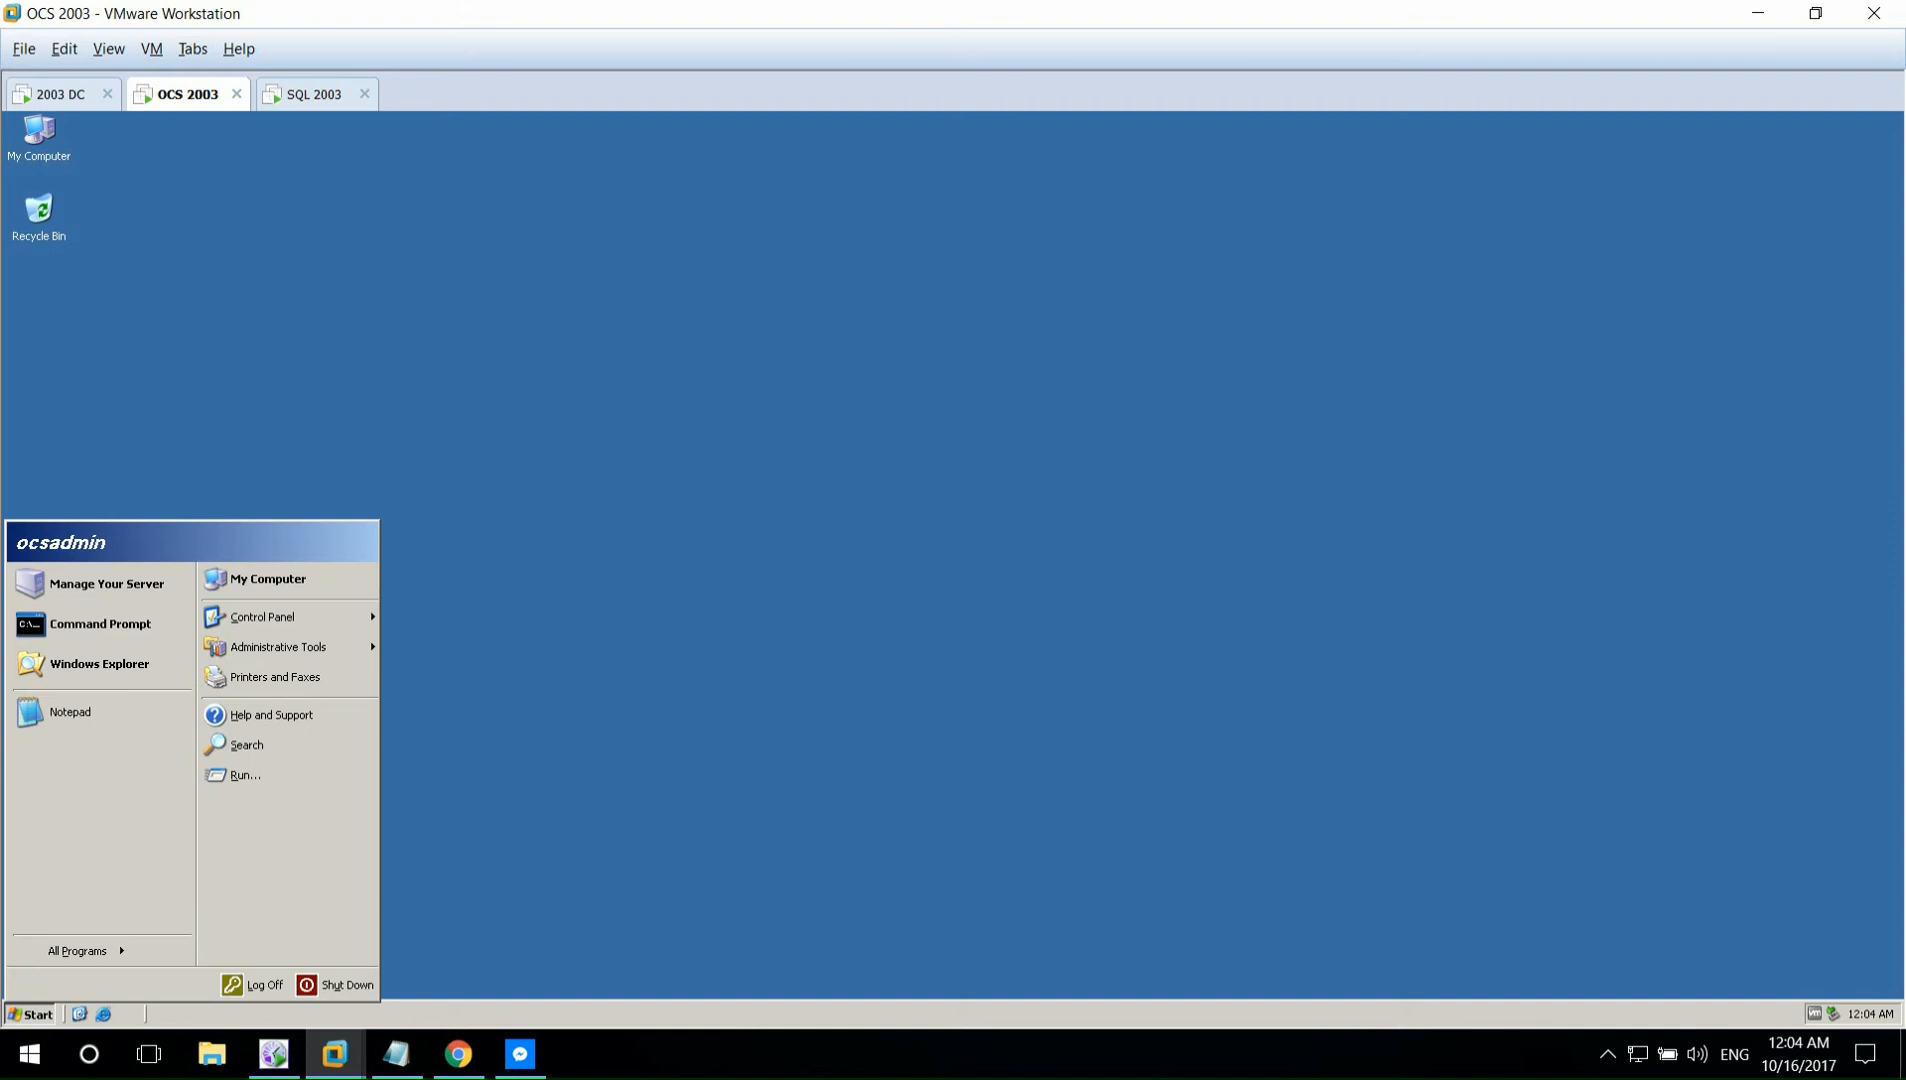 OCS 2003 - VMware Workstation
File Edit View VM Tabs Help
2003 DC OCS 2003 SQL 2003
My Computer
Recycle Bin
ocsadmin
Manage Your Server
Command Prompt
Windows Explorer
Notepad
All Programs
My Computer
Control Panel
Administrative Tools
Printers and Faxes
Help and Support
Search
Run...
Log Off Shut Down
Start
vm 12:04 AM
ENG
12:04 AM
10/16/2017